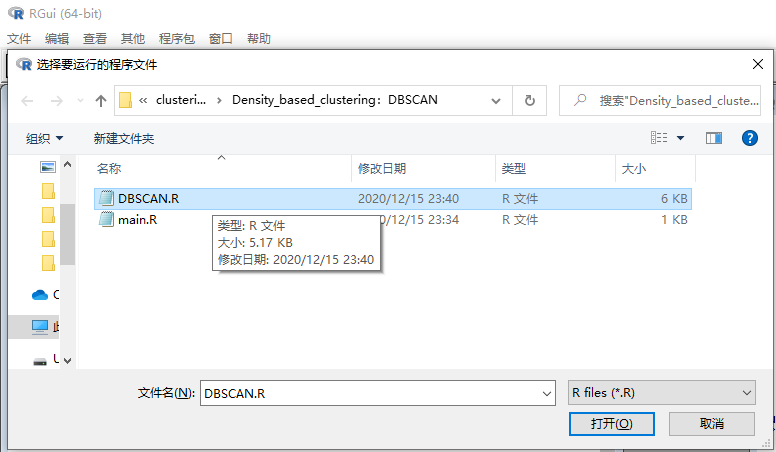 RGui (64-bit)
文件 编辑 查看 其他 程序包 窗口 帮助
选择要运行的程序文件
« clusteri... › Density_based_clustering：DBSCAN
搜索"Density_based_cluste...
组织 新建文件夹
名称 修改日期 类型 大小
DBSCAN.R 2020/12/15 23:40 R 文件 6 KB
main.R 2020/12/15 23:34 R 文件 1 KB
类型: R 文件
大小: 5.17 KB
修改日期: 2020/12/15 23:40
文件名(N): DBSCAN.R R files (*.R)
打开(O) 取消